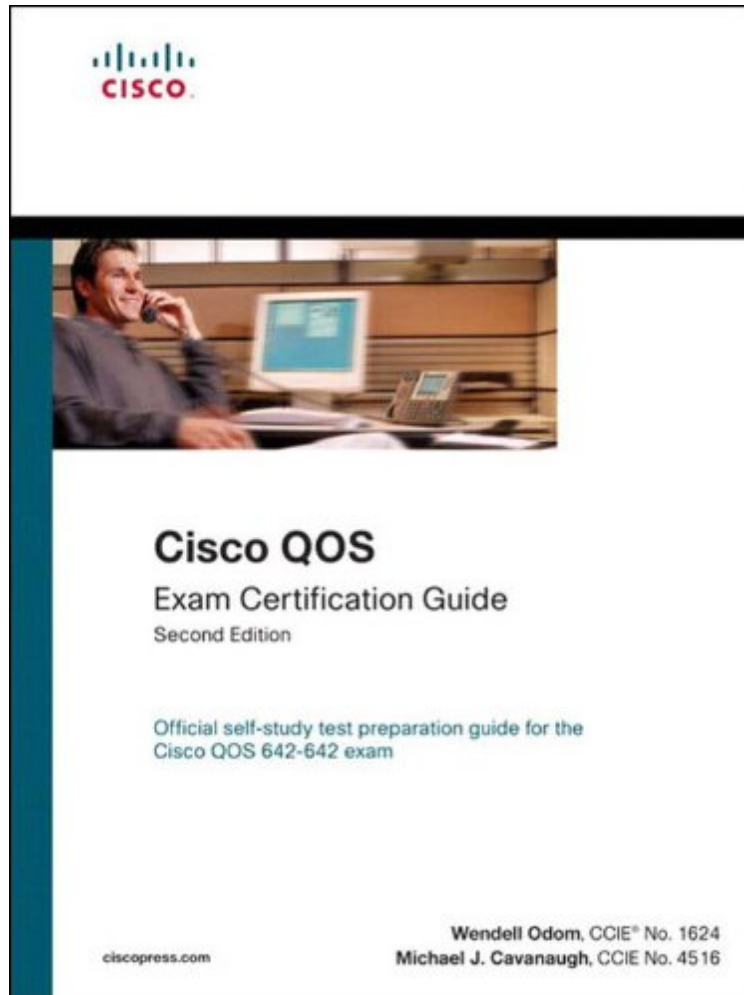 CISCO.
Cisco QOS
Exam Certification Guide
Second Edition
Official self-study test preparation guide for the
Cisco QOS 642-642 exam
Wendell Odom, CCIE® No. 1624
ciscopress.com
Michael J. Cavanaugh, CCIE No. 4516